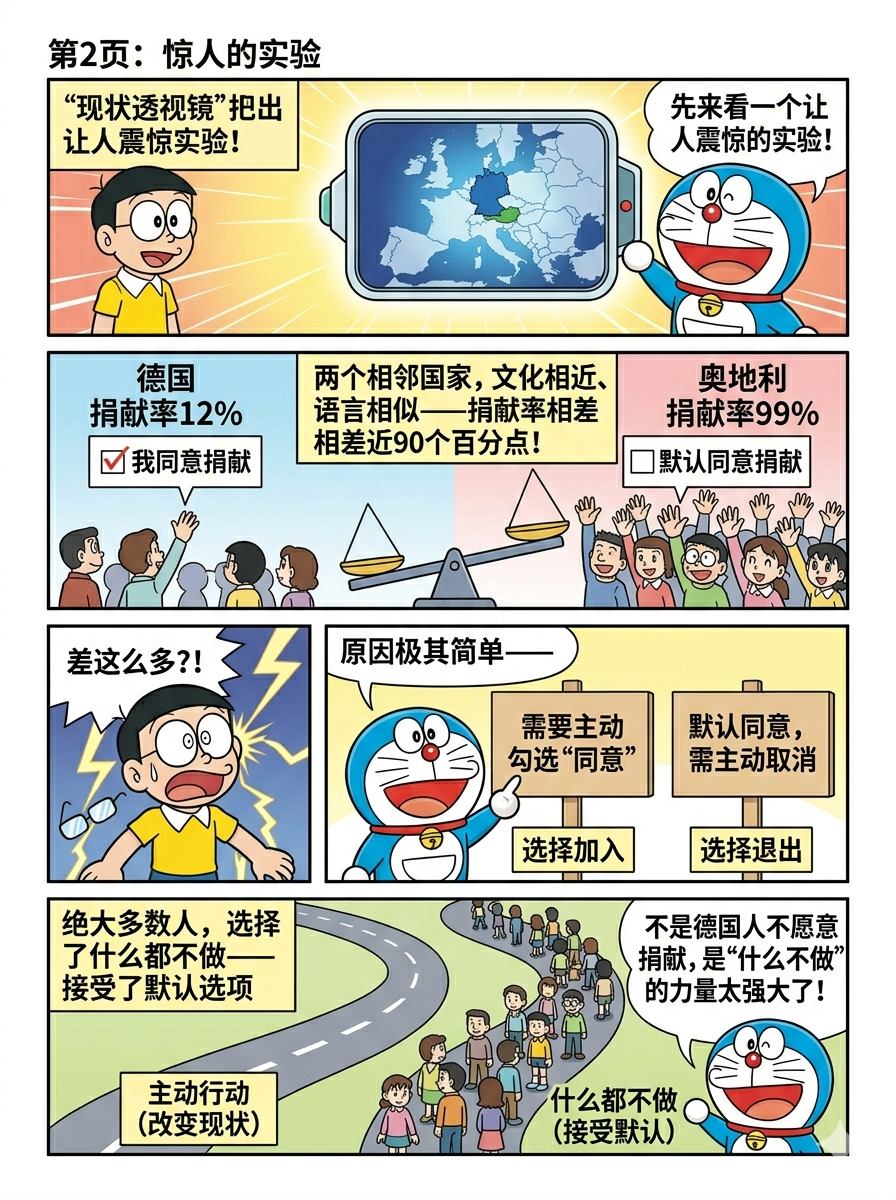 第2页：惊人的实验
“现状透视镜”把出
让人震惊实验！
先来看一个让
人震惊的实验！
德国
捐献率12%
我同意捐献
两个相邻国家，文化相近、
语言相似——捐献率相差
相差近90个百分点！
奥地利
捐献率99%
默认同意捐献
差这么多?！
原因极其简单——
需要主动
勾选“同意”
选择加入
默认同意，
需主动取消
选择退出
绝大多数人，选择
了什么都不做——
接受了默认选项
不是德国人不愿意
捐献，是“什么不做”
的力量太强大了！
主动行动
（改变现状）
什么都不做
（接受默认）